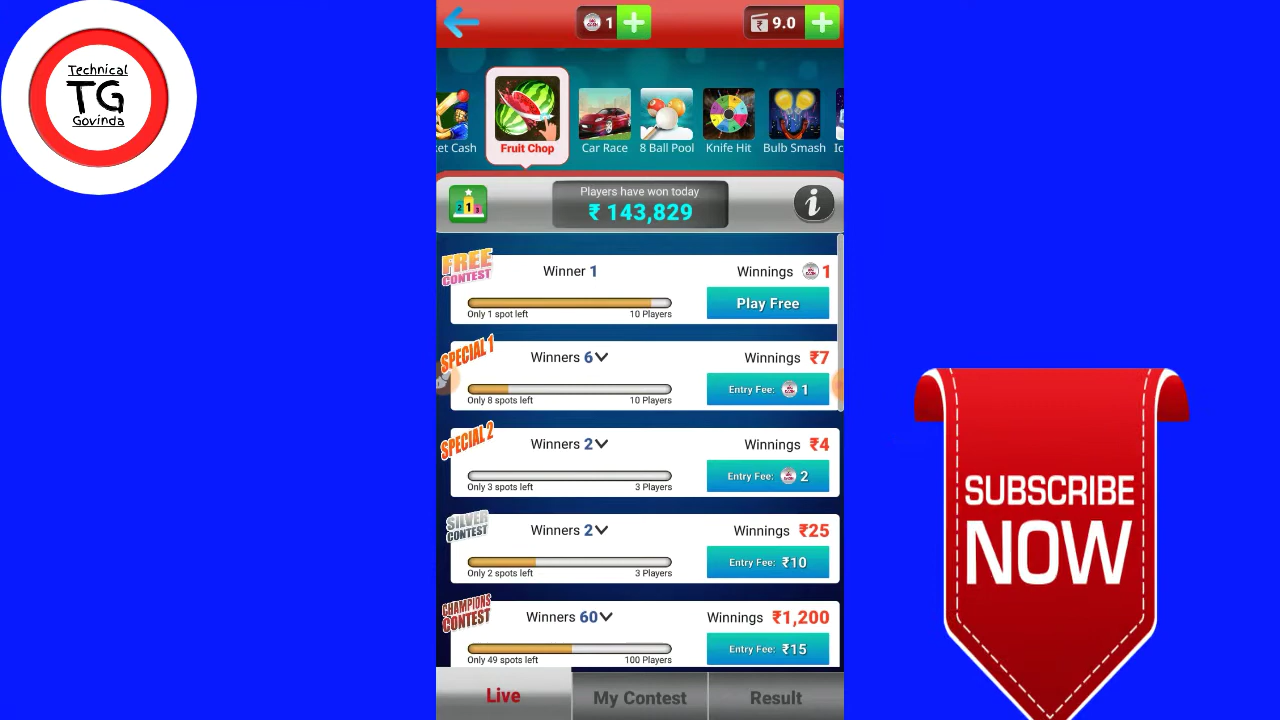 Technical
TG
Govinda
1
₹ 9.0
ket Cash
Fruit Chop
Car Race
8 Ball Pool
Knife Hit
Bulb Smash
Ic
Players have won today
₹ 143,829
FREE
CONTEST
Winner 1
Winnings 1
Only 1 spot left
10 Players
Play Free
SPECIAL 1
Winners 6
Winnings ₹7
Only 8 spots left
10 Players
Entry Fee: 1
SPECIAL 2
Winners 2
Winnings ₹4
Only 3 spots left
3 Players
Entry Fee: 2
SILVER
CONTEST
Winners 2
Winnings ₹25
Only 2 spots left
3 Players
Entry Fee: ₹10
CHAMPIONS
CONTEST
Winners 60
Winnings ₹1,200
Only 49 spots left
100 Players
Entry Fee: ₹15
Live
My Contest
Result
SUBSCRIBE
NOW